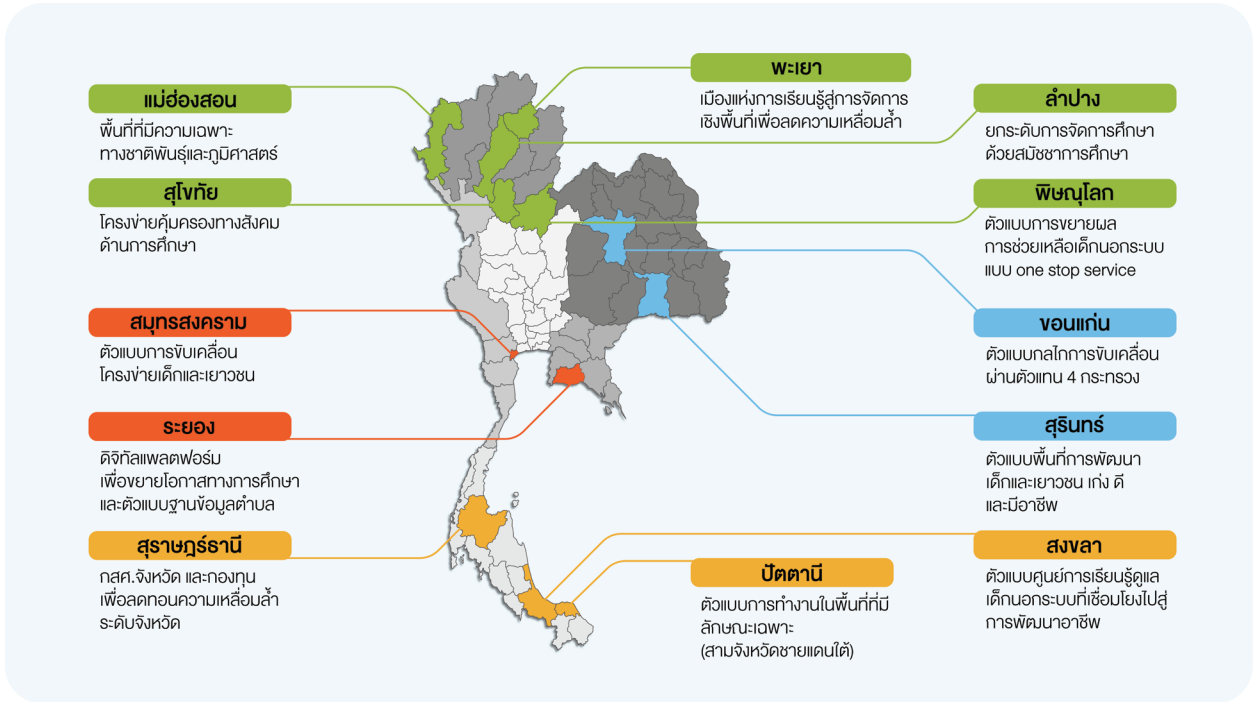 แม่ฮ่องสอน
พื้นที่ที่มีความเฉพาะ
ทางชาติพันธุ์และภูมิศาสตร์
สุโขทัย
โครงข่ายคุ้มครองทางสังคม
ด้านการศึกษา
สมุทรสงคราม
ตัวแบบการขับเคลื่อน
โครงข่ายเด็กและเยาวชน
ระยอง
ดิจิทัลแพลตฟอร์ม
เพื่อขยายโอกาสทางการศึกษา
และตัวแบบฐานข้อมูลตำบล
สุราษฎร์ธานี
กสศ.จังหวัด และกองทุน
เพื่อลดทอนความเหลื่อมล้ำ
ระดับจังหวัด
พะเยา
เมืองแห่งการเรียนรู้สู่การจัดการ
เชิงพื้นที่เพื่อลดความเหลื่อมล้ำ
ลำปาง
ยกระดับการจัดการศึกษา
ด้วยสมัชชาการศึกษา
พิษณุโลก
ตัวแบบการขยายผล
การช่วยเหลือเด็กนอกระบบ
แบบ one stop service
ขอนแก่น
ตัวแบบกลไกการขับเคลื่อน
ผ่านตัวแทน 4 กระทรวง
สุรินทร์
ตัวแบบพื้นที่การพัฒนา
เด็กและเยาวชน เก่ง ดี
และมีอาชีพ
สงขลา
ตัวแบบศูนย์การเรียนรู้ดูแล
เด็กนอกระบบที่เชื่อมโยงไปสู่
การพัฒนาอาชีพ
ปัตตานี
ตัวแบบการทำงานในพื้นที่ที่มี
ลักษณะเฉพาะ
(สามจังหวัดชายแดนใต้)